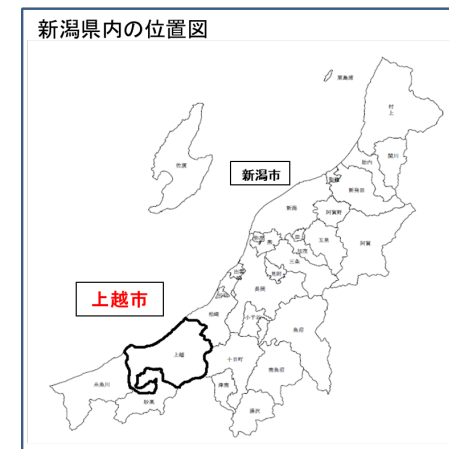 新潟県内の位置図
粟島浦
村上
関川
胎内
佐渡
新潟市
新発田
新潟
阿賀野
五泉
阿賀
三条
長岡
上越市
柏崎
小千谷
魚沼
上越
十日町
糸魚川
妙高
津南
南魚沼
湯沢